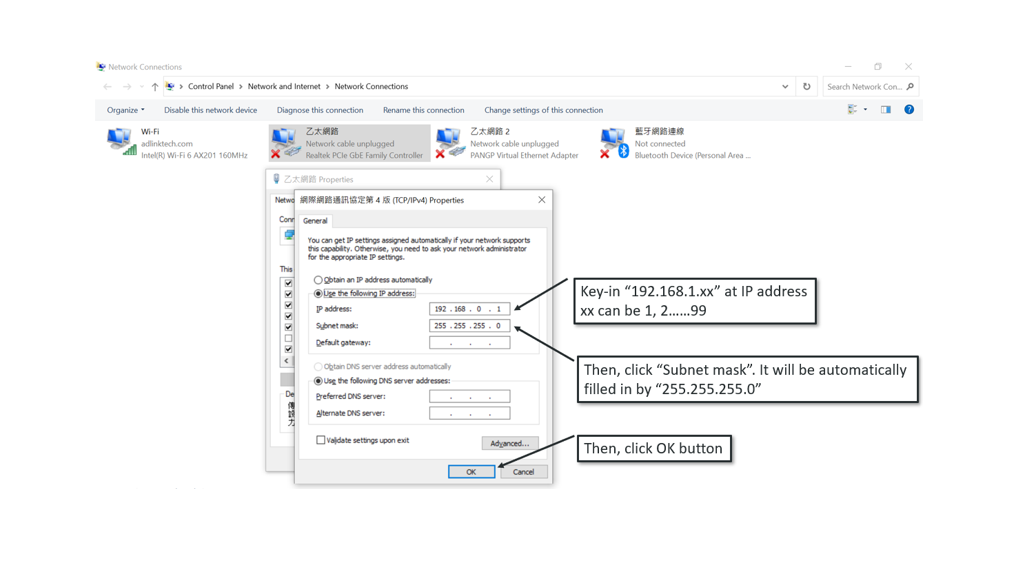 Network Connections
Control Panel > Network and Internet > Network Connections
Search Network Con...
Organize
Disable this network device
Diagnose this connection
Rename this connection
Change settings of this connection
Wi-Fi
adlinktech.com
Intel(R) Wi-Fi 6 AX201 160MHz
乙太網路
Network cable unplugged
Realtek PCIe GbE Family Controller
乙太網路 2
Network cable unplugged
PANGP Virtual Ethernet Adapter
藍牙網路連線
Not connected
Bluetooth Device (Personal Area ...
乙太網路 Properties
Netwo
Conn
This
De
網際網路通訊協定第 4 版 (TCP/IPv4) Properties
General
You can get IP settings assigned automatically if your network supports
this capability. Otherwise, you need to ask your network administrator
for the appropriate IP settings.
Obtain an IP address automatically
Use the following IP address:
IP address: 192 . 168 . 0 . 1
Subnet mask: 255 . 255 . 255 . 0
Default gateway: . . .
Obtain DNS server address automatically
Use the following DNS server addresses:
Preferred DNS server: . . .
Alternate DNS server: . . .
Validate settings upon exit
Advanced...
OK
Cancel
Key-in “192.168.1.xx” at IP address
xx can be 1, 2......99
Then, click “Subnet mask”. It will be automatically
filled in by “255.255.255.0”
Then, click OK button